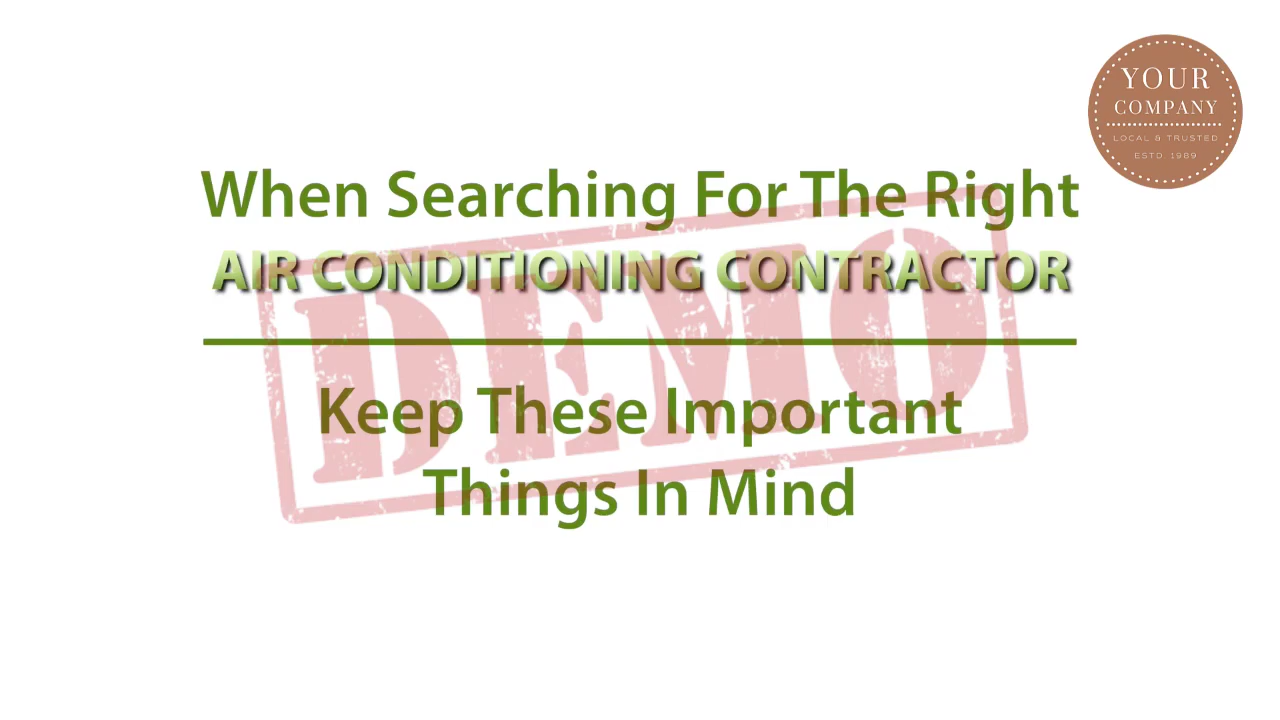 YOUR
COMPANY
LOCAL & TRUSTED
ESTD. 1989
When Searching For The Right
AIR CONDITIONING CONTRACTOR
DEMO
Keep These Important
Things In Mind